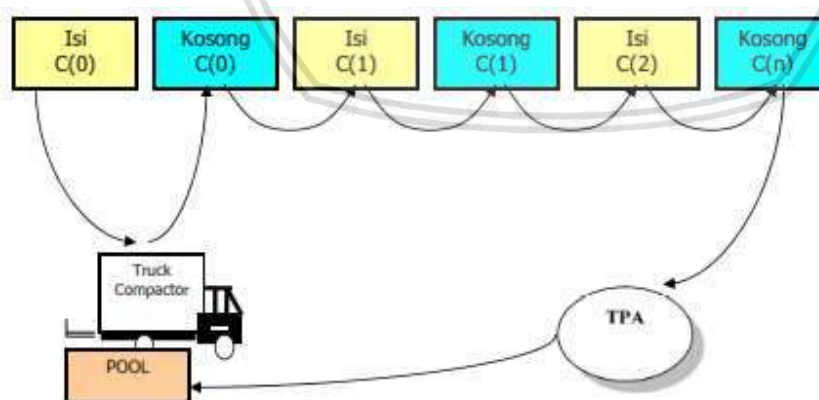 Isi
C(0)
Kosong
C(0)
Isi
C(1)
Kosong
C(1)
Isi
C(2)
Kosong
C(n)
Truck
Compactor
TPA
POOL